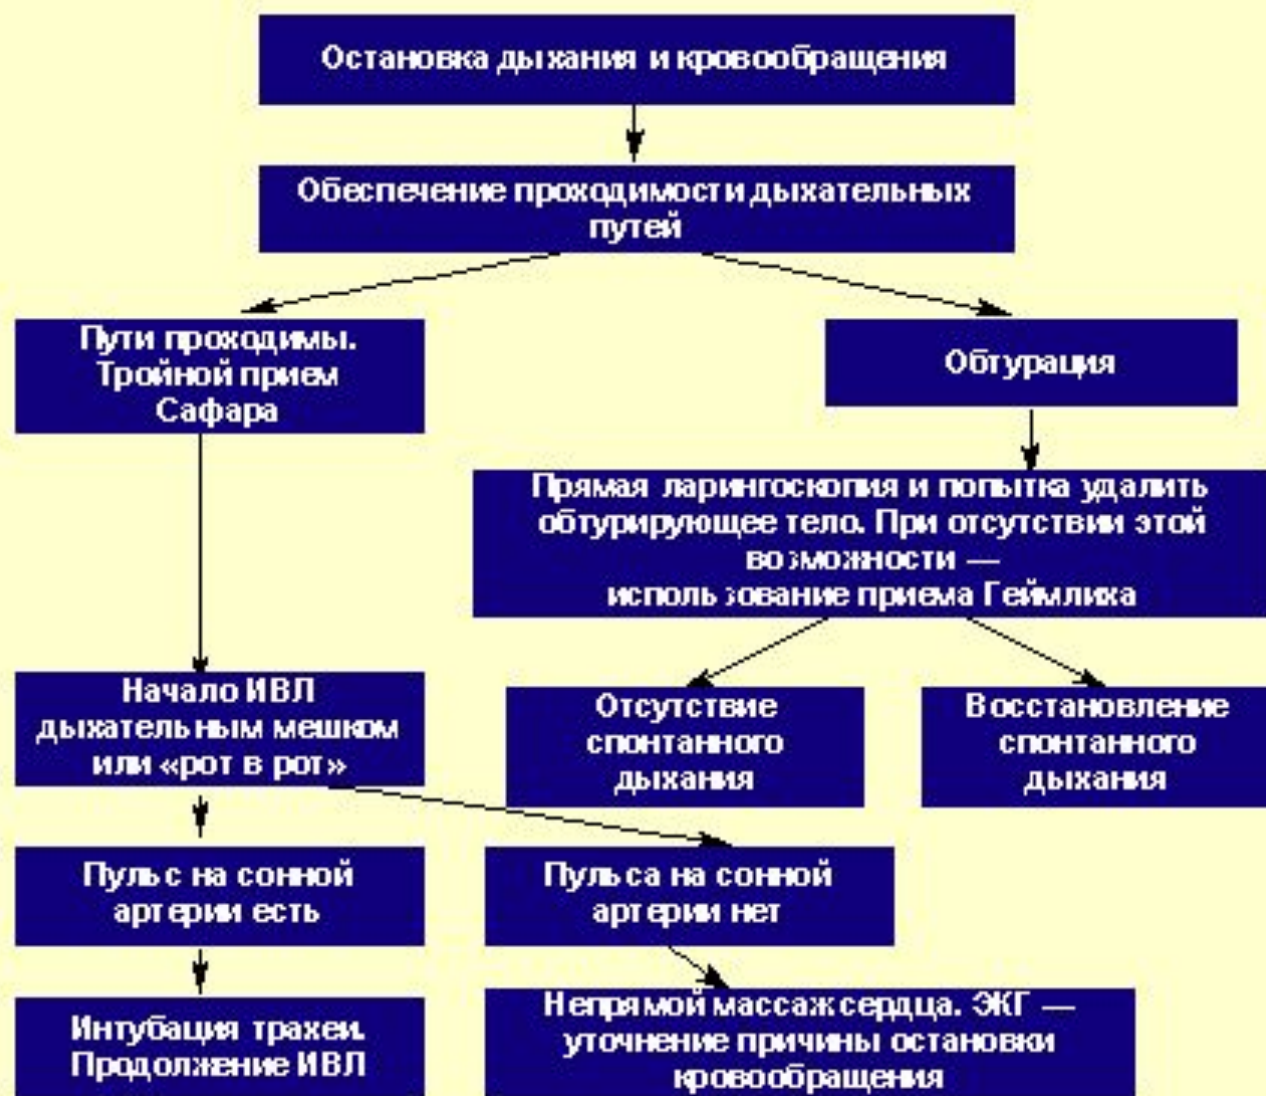 Остановка дыхания и кровообращения
Обеспечение проходимости дыхательных
путей
Пути проходимы.
Тройной прием
Сафара
Обтурация
Прямая ларингоскопия и попытка удалить
обтурирующее тело. При отсутствии этой
возможности —
использование приема Геймлиха
Начало ИВЛ
дыхательным мешком
или «рот в рот»
Отсутствие
спонтанного
дыхания
Восстановление
спонтанного
дыхания
Пульс на сонной
артерии есть
Пульса на сонной
артерии нет
Интубация трахеи.
Продолжение ИВЛ
Непрямой массаж сердца. ЭКГ —
уточнение причины остановки
кровообращения